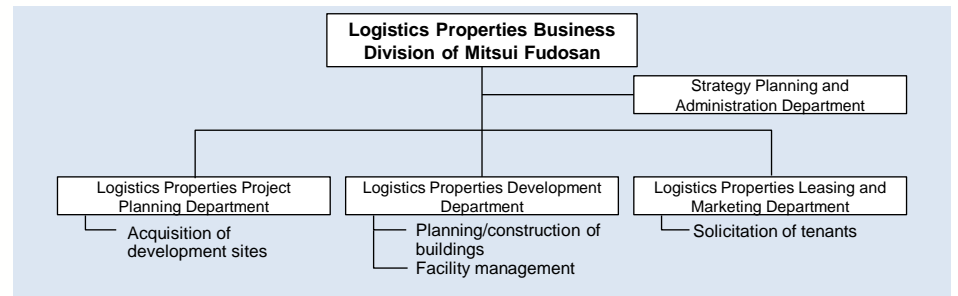 Logistics Properties Business
Division of Mitsui Fudosan
Strategy Planning and
Administration Department
Logistics Properties Project
Planning Department
Acquisition of
development sites
Logistics Properties Development
Department
Planning/construction of
buildings
Facility management
Logistics Properties Leasing and
Marketing Department
Solicitation of tenants